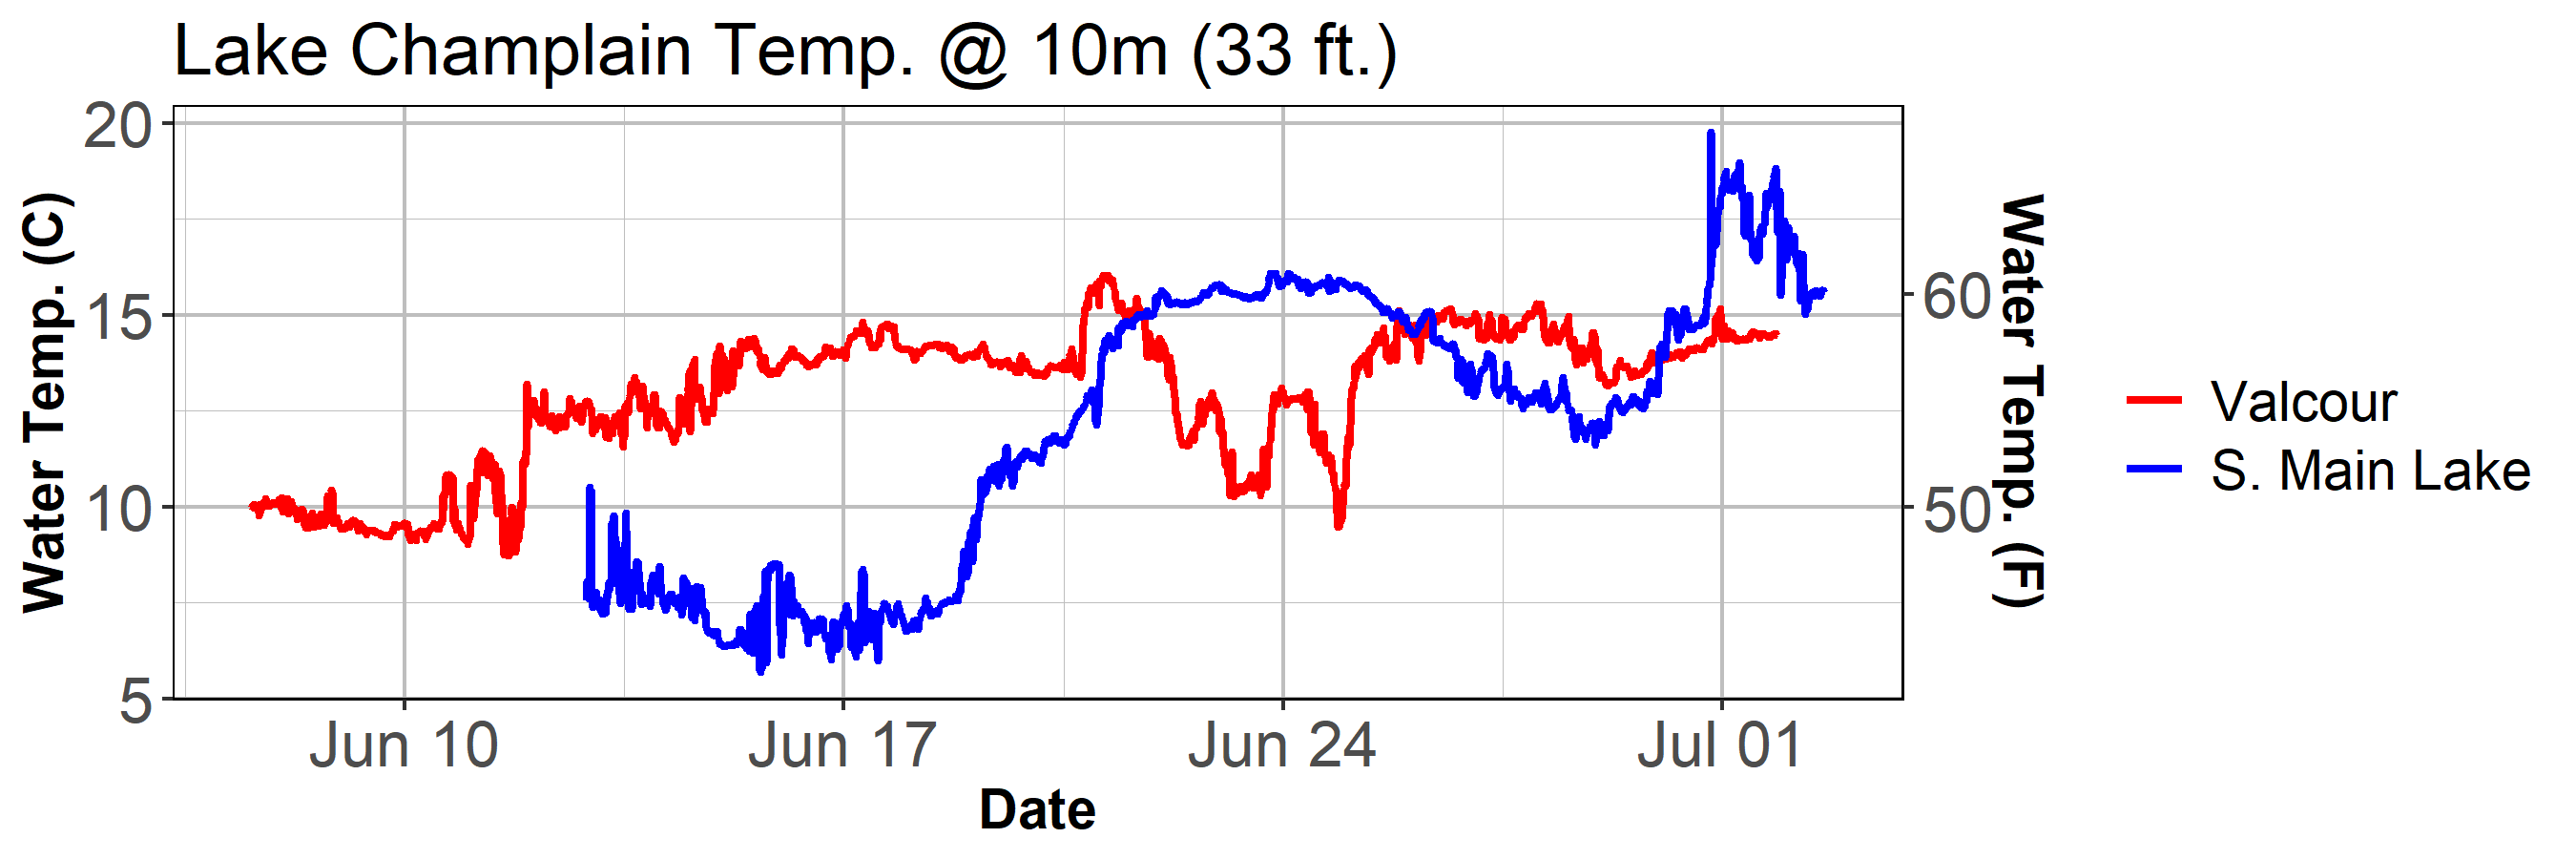 Lake Champlain Temp. @ 10m (33 ft.)
Water Temp. (C)
20
15
10
5
60
50
Water Temp. (F)
Jun 10
Jun 17
Jun 24
Jul 01
Date
Valcour
S. Main Lake